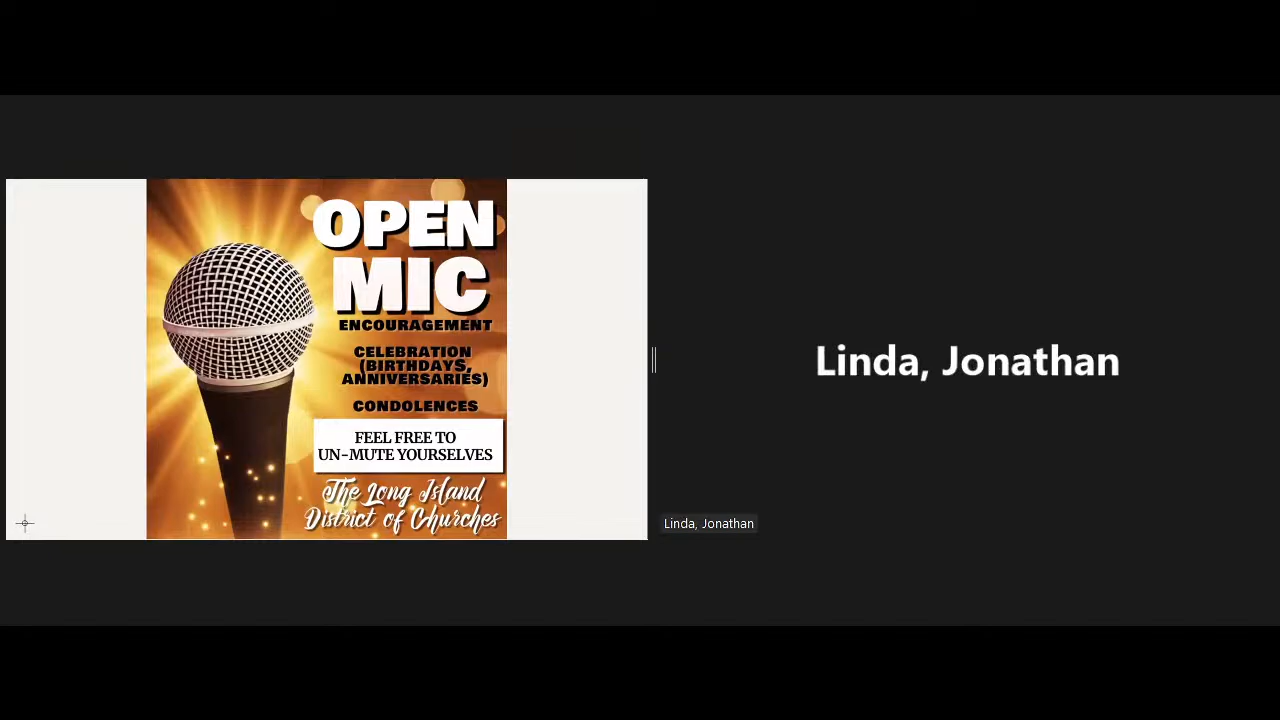 OPEN
MIC
ENCOURAGEMENT
CELEBRATION
(BIRTHDAYS,
ANNIVERSARIES)
CONDOLENCES
FEEL FREE TO
UN-MUTE YOURSELVES
The Long Island
District of Churches
Linda, Jonathan
Linda, Jonathan